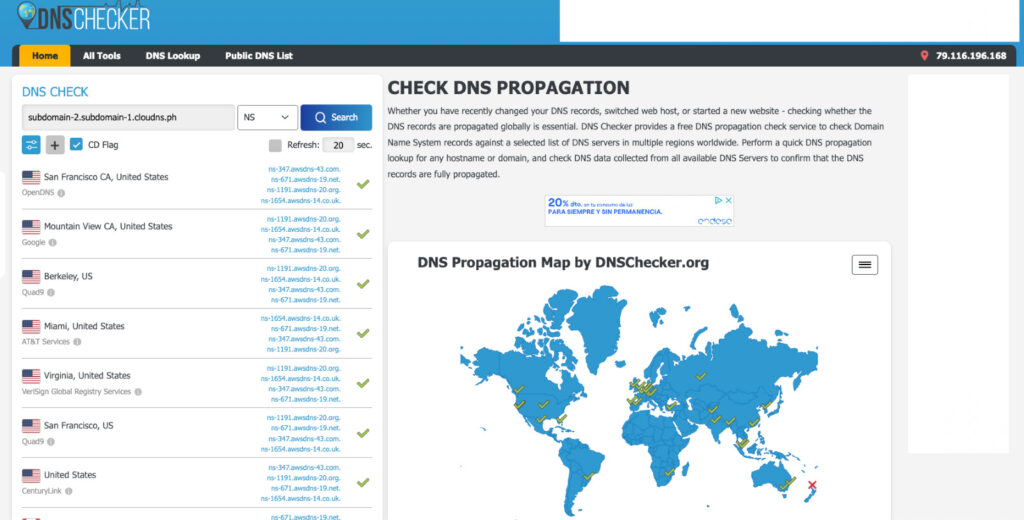 DNSCHECKER
Home
All Tools
DNS Lookup
Public DNS List
79.116.196.168
DNS CHECK
subdomain-2.subdomain-1.cloudns.ph
NS
Search
CD Flag
Refresh:
20
sec.
San Francisco CA, United States
OpenDNS
ns-347.awsdns-43.com.
ns-671.awsdns-19.net.
ns-1191.awsdns-20.org.
ns-1654.awsdns-14.co.uk.
Mountain View CA, United States
Google
ns-1191.awsdns-20.org.
ns-1654.awsdns-14.co.uk.
ns-347.awsdns-43.com.
ns-671.awsdns-19.net.
Berkeley, US
Quad9
ns-1191.awsdns-20.org.
ns-1654.awsdns-14.co.uk.
ns-347.awsdns-43.com.
ns-671.awsdns-19.net.
Miami, United States
AT&T Services
ns-1654.awsdns-14.co.uk.
ns-671.awsdns-19.net.
ns-347.awsdns-43.com.
ns-1191.awsdns-20.org.
Virginia, United States
VeriSign Global Registry Services
ns-671.awsdns-19.net.
ns-1654.awsdns-14.co.uk.
ns-347.awsdns-43.com.
ns-1191.awsdns-20.org.
San Francisco, US
Quad9
ns-1191.awsdns-20.org.
ns-671.awsdns-19.net.
ns-347.awsdns-43.com.
ns-1654.awsdns-14.co.uk.
United States
CenturyLink
ns-347.awsdns-43.com.
ns-1191.awsdns-20.org.
ns-671.awsdns-19.net.
ns-1654.awsdns-14.co.uk.
ns-671.awsdns-19.net.
CHECK DNS PROPAGATION
Whether you have recently changed your DNS records, switched web host, or started a new website - checking whether the
DNS records are propagated globally is essential. DNS Checker provides a free DNS propagation check service to check Domain
Name System records against a selected list of DNS servers in multiple regions worldwide. Perform a quick DNS propagation
lookup for any hostname or domain, and check DNS data collected from all available DNS Servers to confirm that the DNS
records are fully propagated.
20% dto. en tu consumo de luz
PARA SIEMPRE Y SIN PERMANENCIA.
endesa
DNS Propagation Map by DNSChecker.org